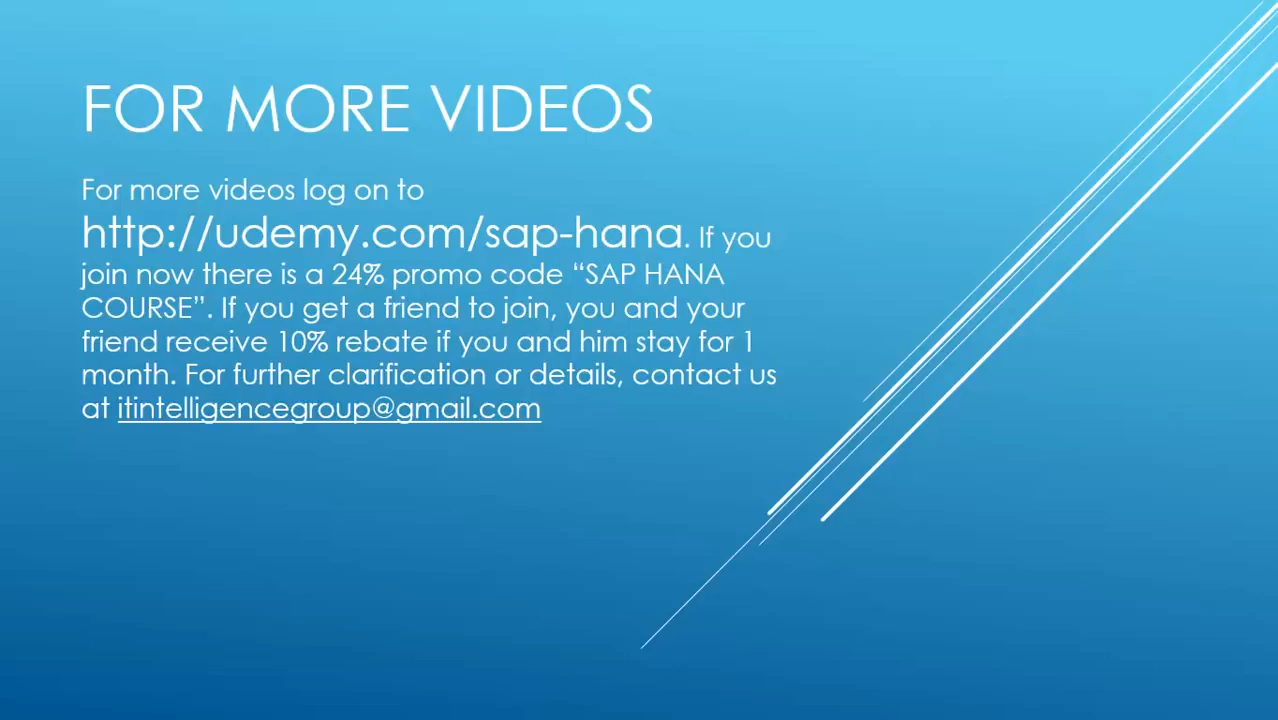 FOR MORE VIDEOS
For more videos log on to
http://udemy.com/sap-hana. If you
join now there is a 24% promo code “SAP HANA
COURSE”. If you get a friend to join, you and your
friend receive 10% rebate if you and him stay for 1
month. For further clarification or details, contact us
at itintelligencegroup@gmail.com